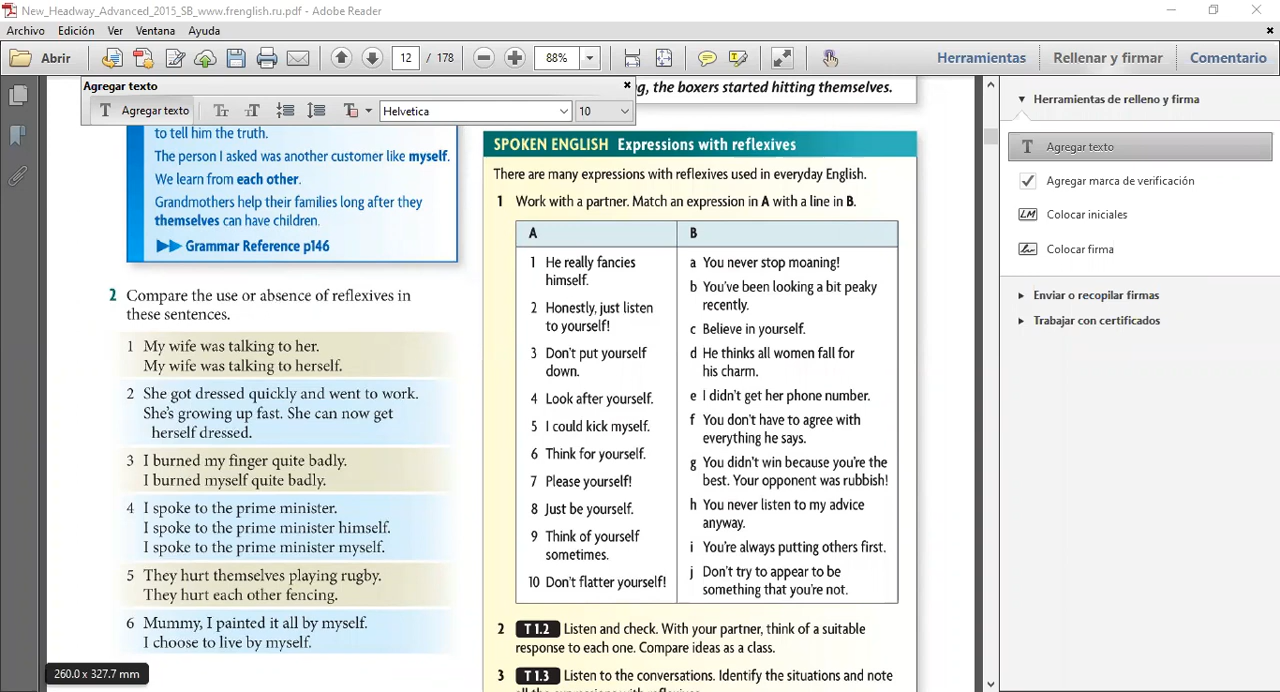 New_Headway_Advanced_2015_SB_www.frenglish.ru.pdf - Adobe Reader
Archivo Edición Ver Ventana Ayuda
Abrir 12 / 178 88% Herramientas Rellenar y firmar Comentario
Agregar texto
T Agregar texto Helvetica 10
g, the boxers started hitting themselves.
to tell him the truth.
The person I asked was another customer like myself.
We learn from each other.
Grandmothers help their families long after they
themselves can have children.
Grammar Reference p146
2 Compare the use or absence of reflexives in
these sentences.
1 My wife was talking to her.
My wife was talking to herself.
2 She got dressed quickly and went to work.
She's growing up fast. She can now get
herself dressed.
3 I burned my finger quite badly.
I burned myself quite badly.
4 I spoke to the prime minister.
I spoke to the prime minister himself.
I spoke to the prime minister myself.
5 They hurt themselves playing rugby.
They hurt each other fencing.
6 Mummy, I painted it all by myself.
I choose to live by myself.
260.0 x 327.7 mm
SPOKEN ENGLISH Expressions with reflexives
There are many expressions with reflexives used in everyday English.
1 Work with a partner. Match an expression in A with a line in B.
A
1 He really fancies
himself.
2 Honestly, just listen
to yourself!
3 Don't put yourself
down.
4 Look after yourself.
5 I could kick myself.
6 Think for yourself.
7 Please yourself!
8 Just be yourself.
9 Think of yourself
sometimes.
10 Don't flatter yourself!
B
a You never stop moaning!
b You've been looking a bit peaky
recently.
c Believe in yourself.
d He thinks all women fall for
his charm.
e I didn't get her phone number.
f You don't have to agree with
everything he says.
g You didn't win because you're the
best. Your opponent was rubbish!
h You never listen to my advice
anyway.
i You're always putting others first.
j Don't try to appear to be
something that you're not.
2 T 1.2 Listen and check. With your partner, think of a suitable
response to each one. Compare ideas as a class.
3 T 1.3 Listen to the conversations. Identify the situations and note
all the expressions with reflexives.
Herramientas de relleno y firma
T Agregar texto
Agregar marca de verificación
LM Colocar iniciales
Colocar firma
Enviar o recopilar firmas
Trabajar con certificados